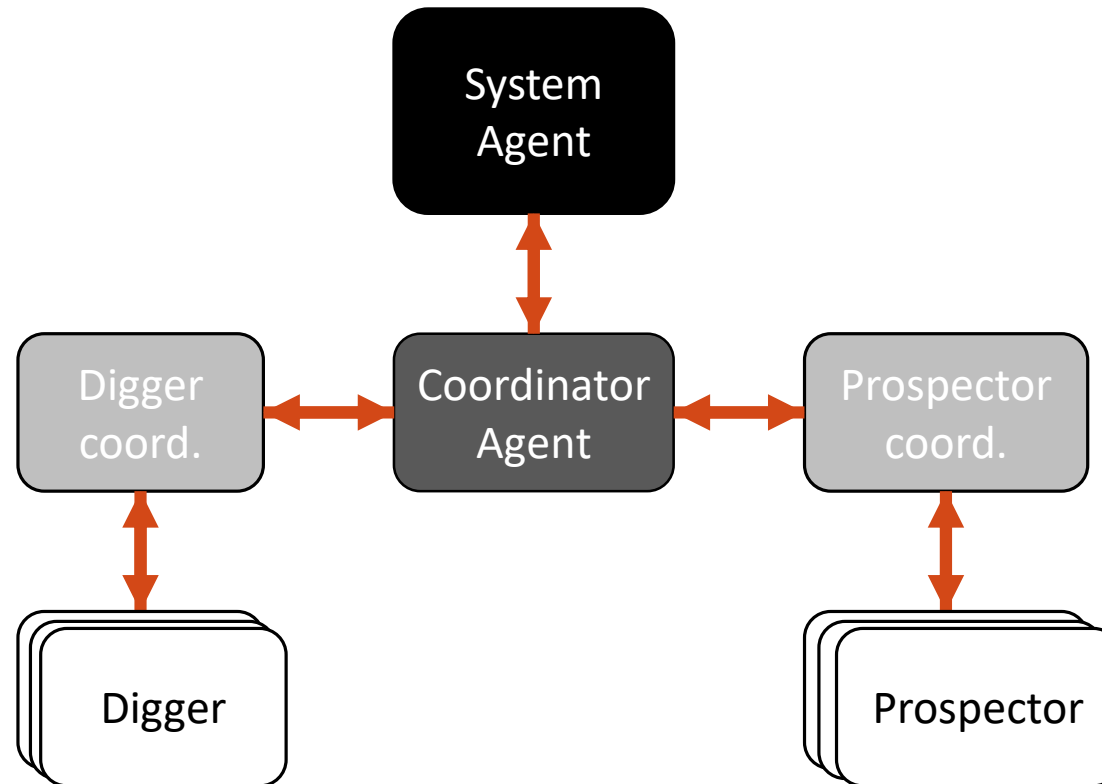 System
Agent
Digger
coord.
Coordinator
Agent
Prospector
coord.
Digger
Prospector